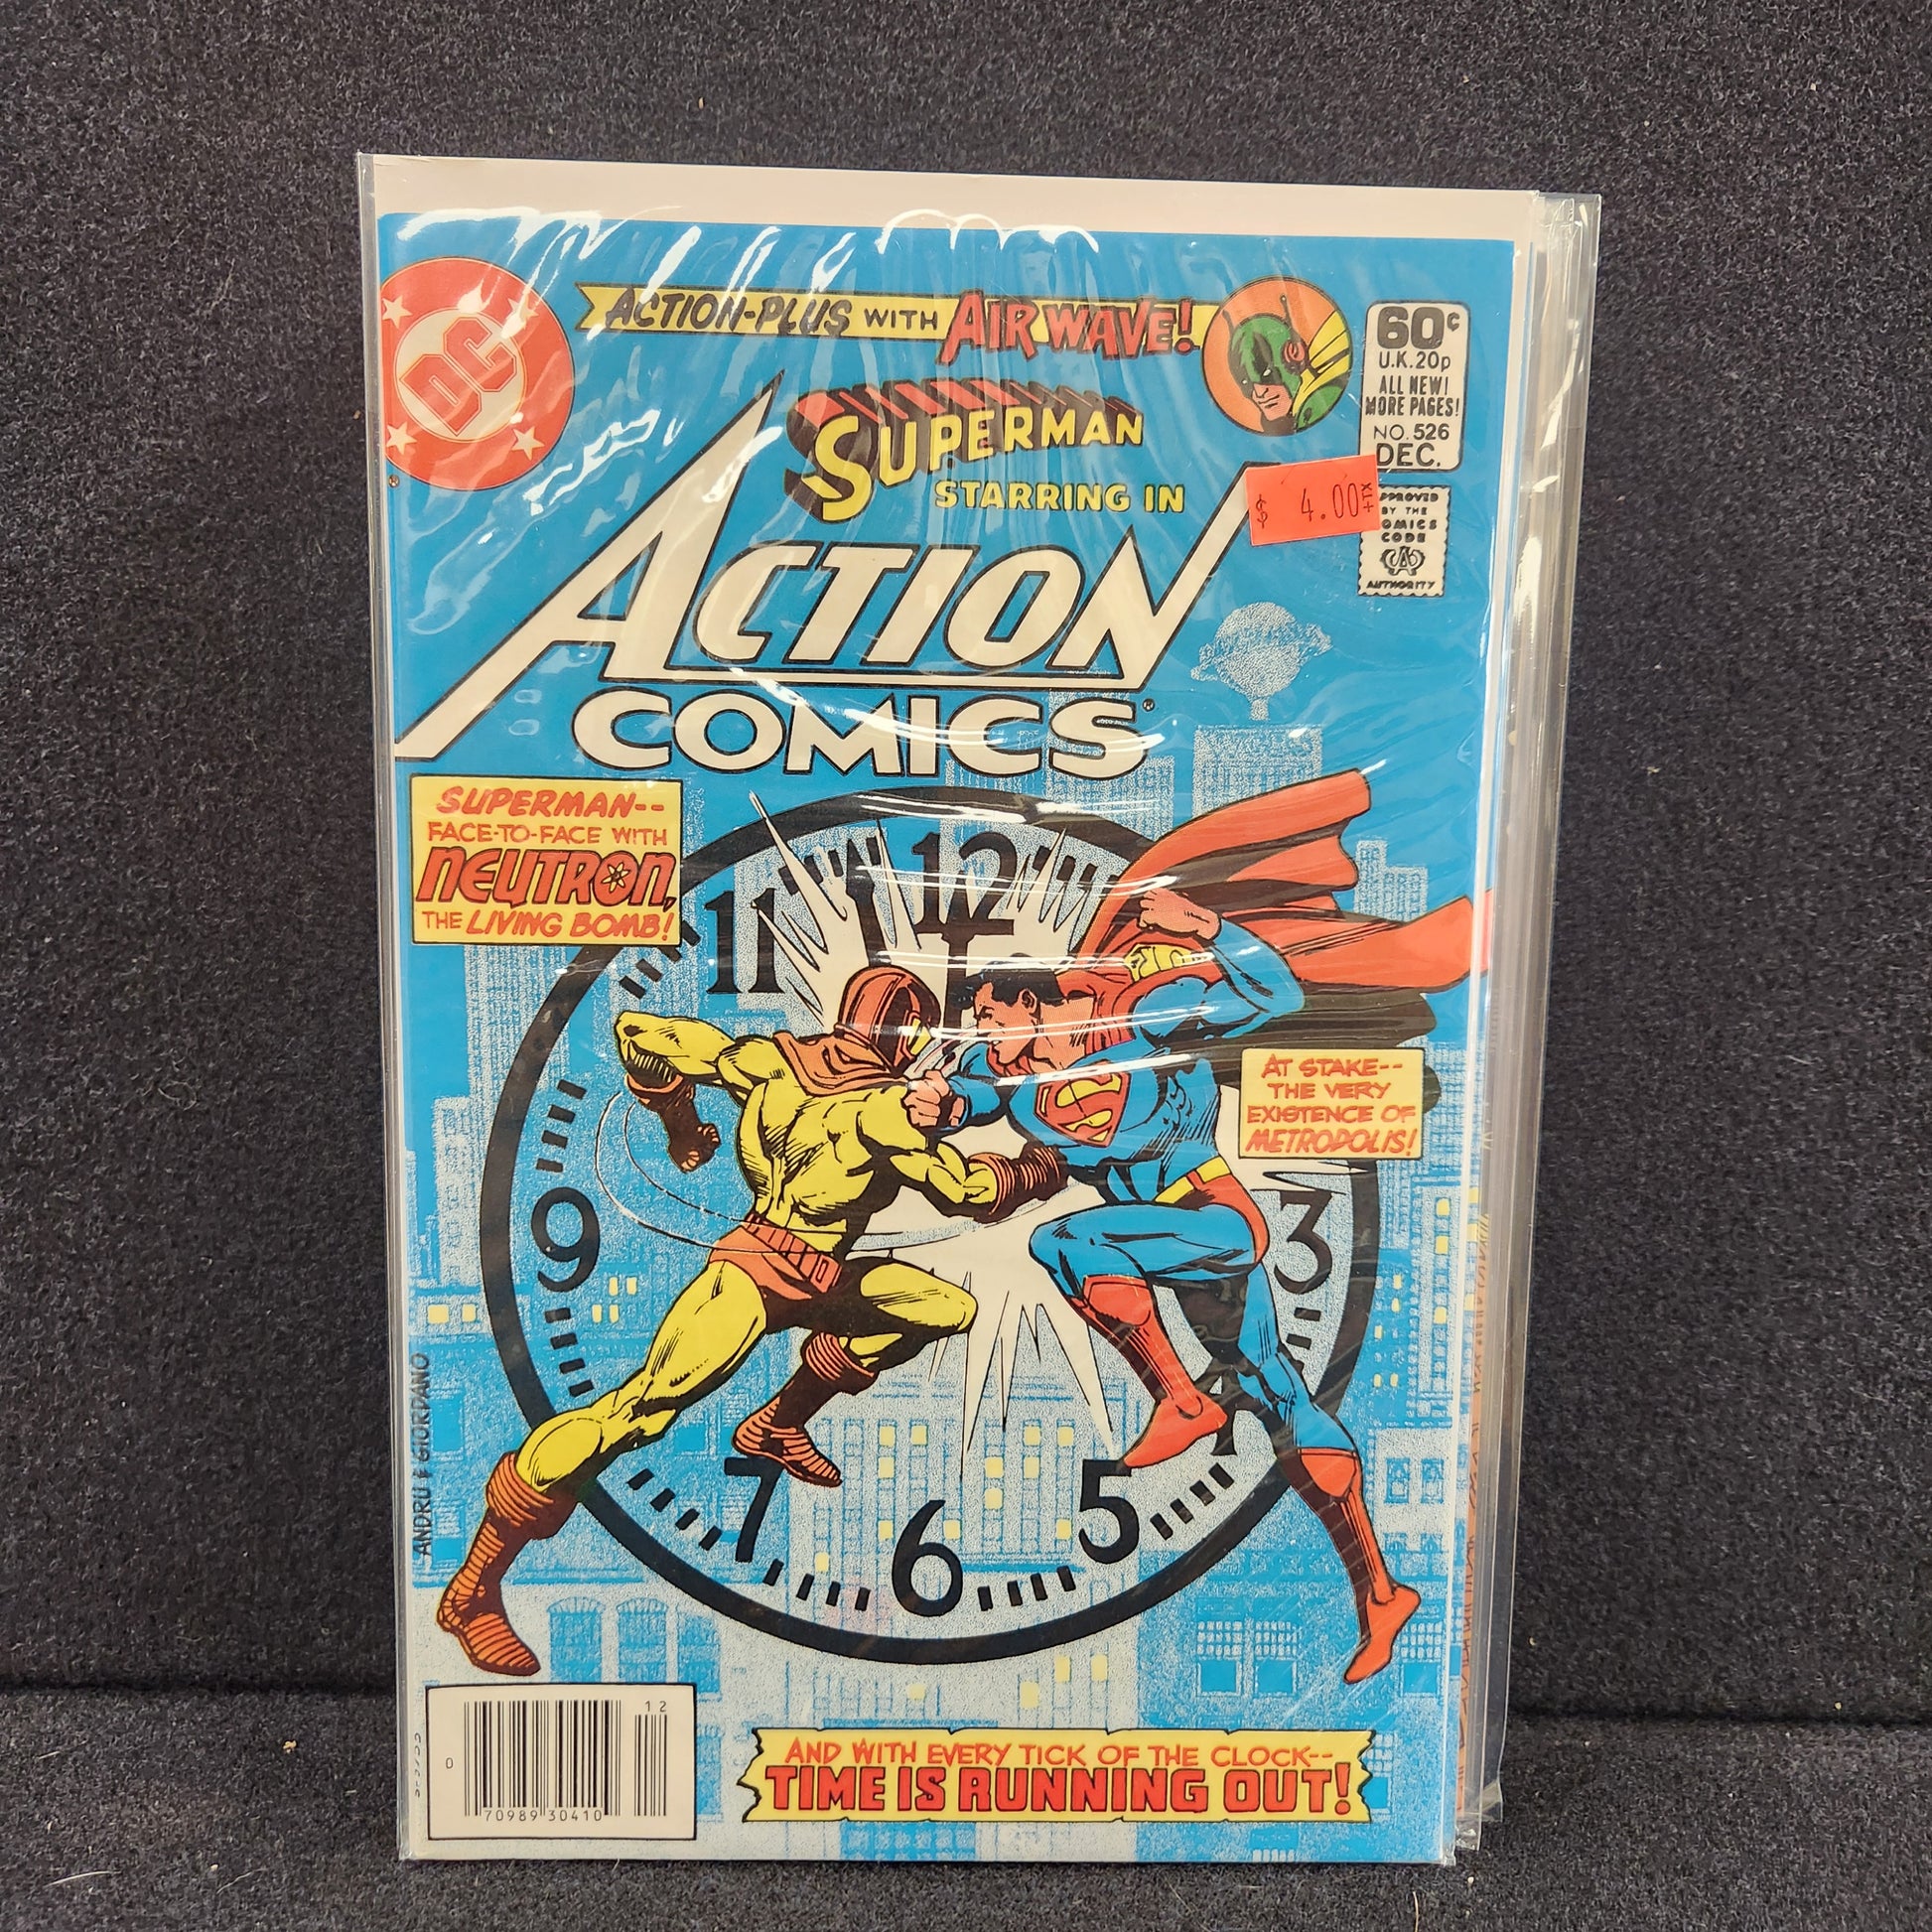 DC
ACTION-PLUS WITH AIR WAVE!
60¢
U.K. 20p
ALL NEW!
MORE PAGES!
NO. 526
DEC.
SUPERMAN
STARRING IN
$ 4.00 +TX
APPROVED
BY THE
COMICS
CODE
AUTHORITY
ACTION
COMICS
SUPERMAN--
FACE-TO-FACE WITH
NEUTRON,
THE LIVING BOMB!
11 12
AT STAKE--
THE VERY
EXISTENCE OF
METROPOLIS!
9 3
4
7 6 5
S
ANDRU & GIORDANO
12
0
70989 30410
AND WITH EVERY TICK OF THE CLOCK--
TIME IS RUNNING OUT!